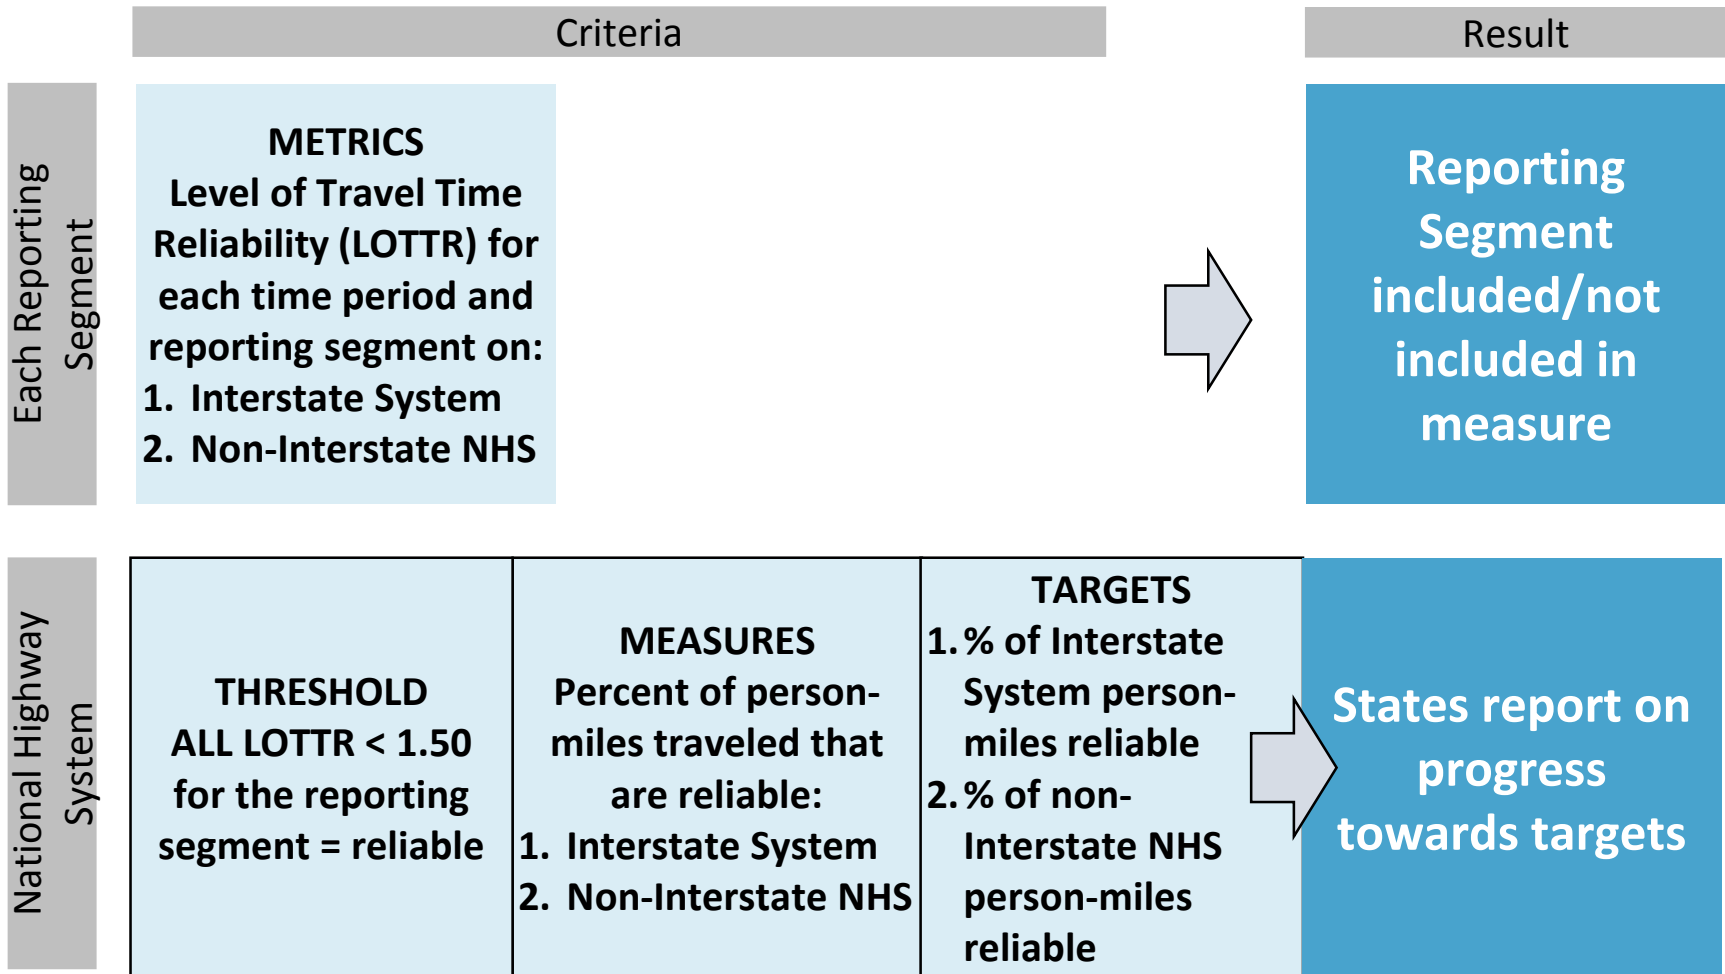 Criteria
Result
Each Reporting
Segment
METRICS
Level of Travel Time
Reliability (LOTTR) for
each time period and
reporting segment on:
1. Interstate System
2. Non-Interstate NHS
Reporting
Segment
included/not
included in
measure
National Highway
System
THRESHOLD
ALL LOTTR < 1.50
for the reporting
segment = reliable
MEASURES
Percent of person-
miles traveled that
are reliable:
1. Interstate System
2. Non-Interstate NHS
TARGETS
1. % of Interstate
System person-
miles reliable
2. % of non-
Interstate NHS
person-miles
reliable
States report on
progress
towards targets